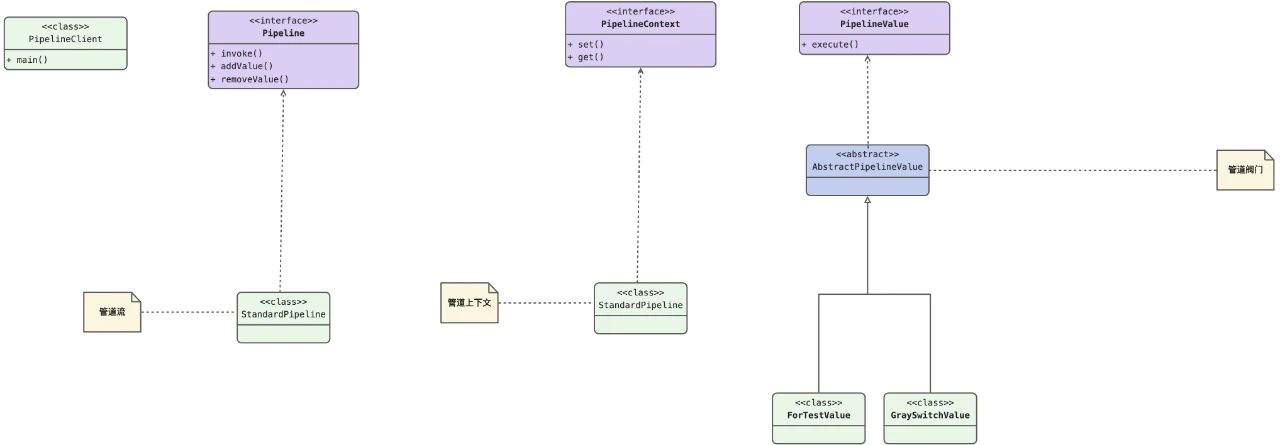 <<class>>
PipelineClient
+ main()
<<interface>>
Pipeline
+ invoke()
+ addValue()
+ removeValue()
<<interface>>
PipelineContext
+ set()
+ get()
<<interface>>
PipelineValue
+ execute()
<<abstract>>
AbstractPipelineValue
管道阀门
管道流
<<class>>
StandardPipeline
管道上下文
<<class>>
StandardPipeline
<<class>>
ForTestValue
<<class>>
GraySwitchValue